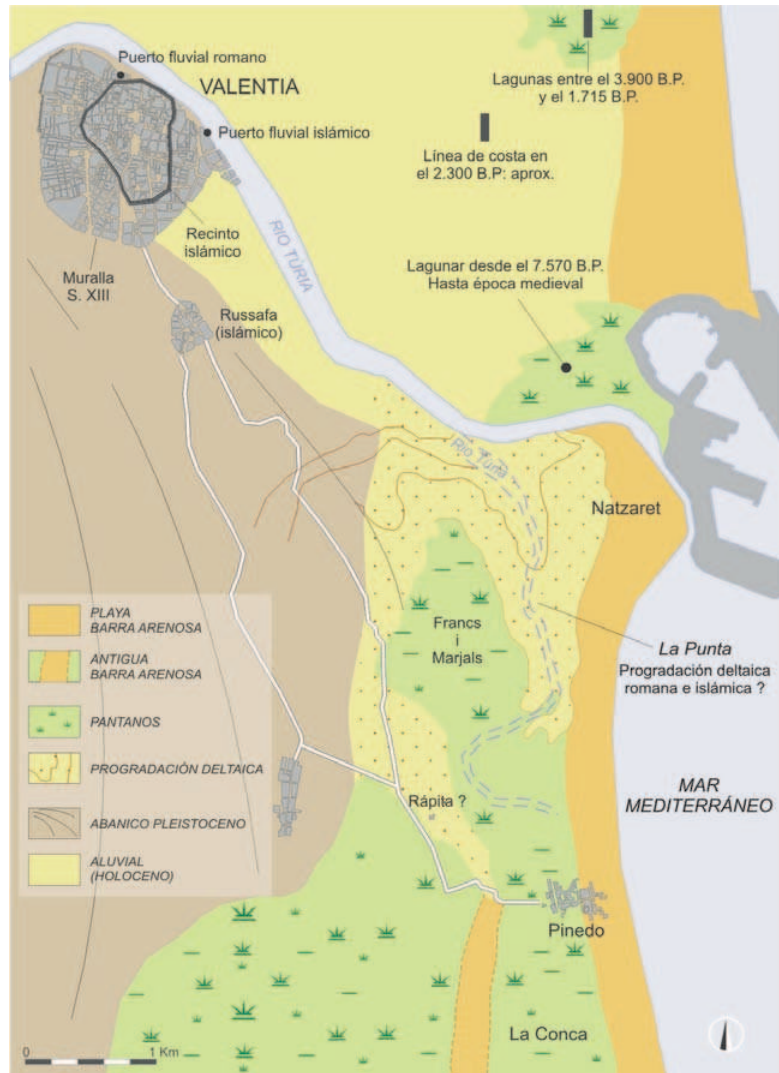 Puerto fluvial romano
VALENTIA
Lagunas entre el 3.900 B.P.
y el 1.715 B.P.
Puerto fluvial islámico
Línea de costa en
el 2.300 B.P: aprox.
RIO TÚRIA
Recinto
islámico
Muralla
S. XIII
Lagunar desde el 7.570 B.P.
Hasta época medieval
Russafa
(islámico)
Rio Túria
Natzaret
Francs
i
Marjals
La Punta
Progradación deltaica
romana e islámica ?
PLAYA
BARRA ARENOSA
ANTIGUA
BARRA ARENOSA
PANTANOS
PROGRADACIÓN DELTAICA
ABANICO PLEISTOCENO
ALUVIAL
(HOLOCENO)
MAR
MEDITERRÁNEO
Rápita ?
Pinedo
La Conca
0 1 Km